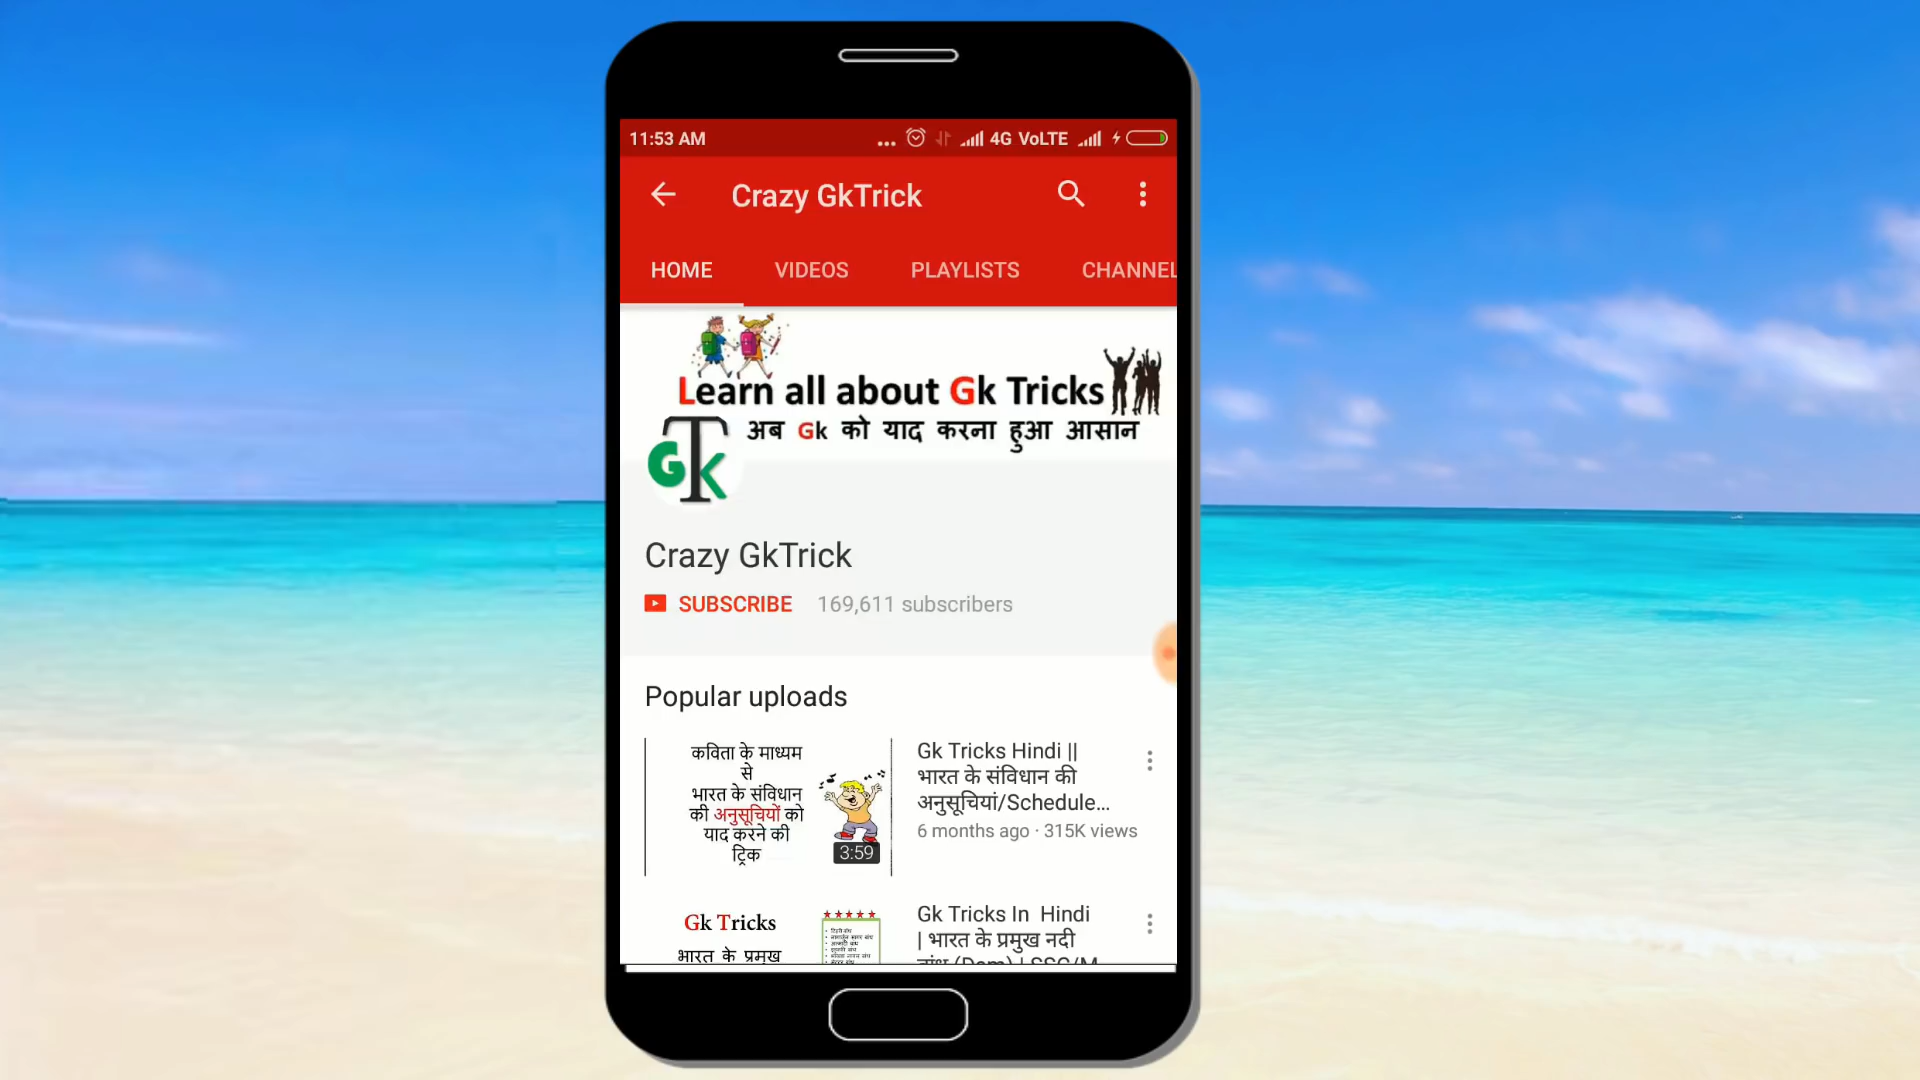 11:53 AM
4G VoLTE
Crazy GkTrick
HOME VIDEOS PLAYLISTS CHANNEL
Learn all about Gk Tricks
अब Gk को याद करना हुआ आसान
GTK
Crazy GkTrick
SUBSCRIBE 169,611 subscribers
Popular uploads
कविता के माध्यम
से
भारत के संविधान
की अनुसूचियों को
याद करने की
ट्रिक
3:59
Gk Tricks Hindi ||
भारत के संविधान की
अनुसूचियां/Schedule...
6 months ago · 315K views
Gk Tricks
भारत के प्रमुख
Gk Tricks In Hindi
| भारत के प्रमुख नदी